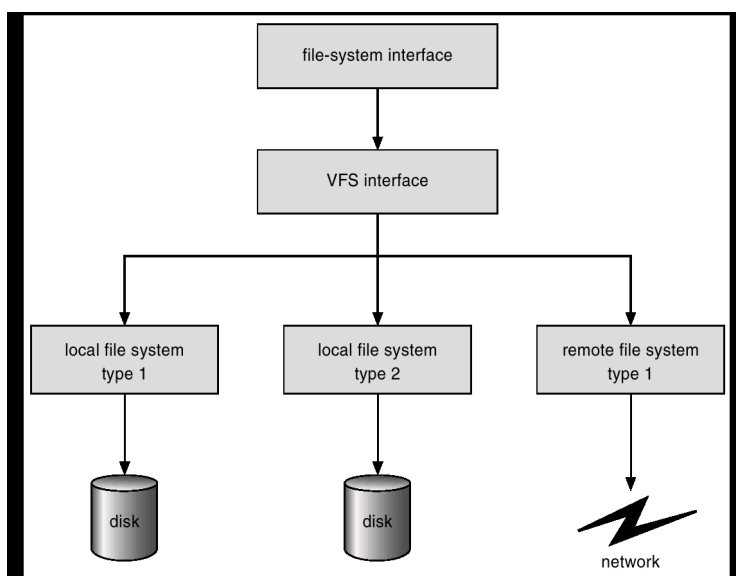 file-system interface
VFS interface
local file system
type 1
local file system
type 2
remote file system
type 1
disk
disk
network